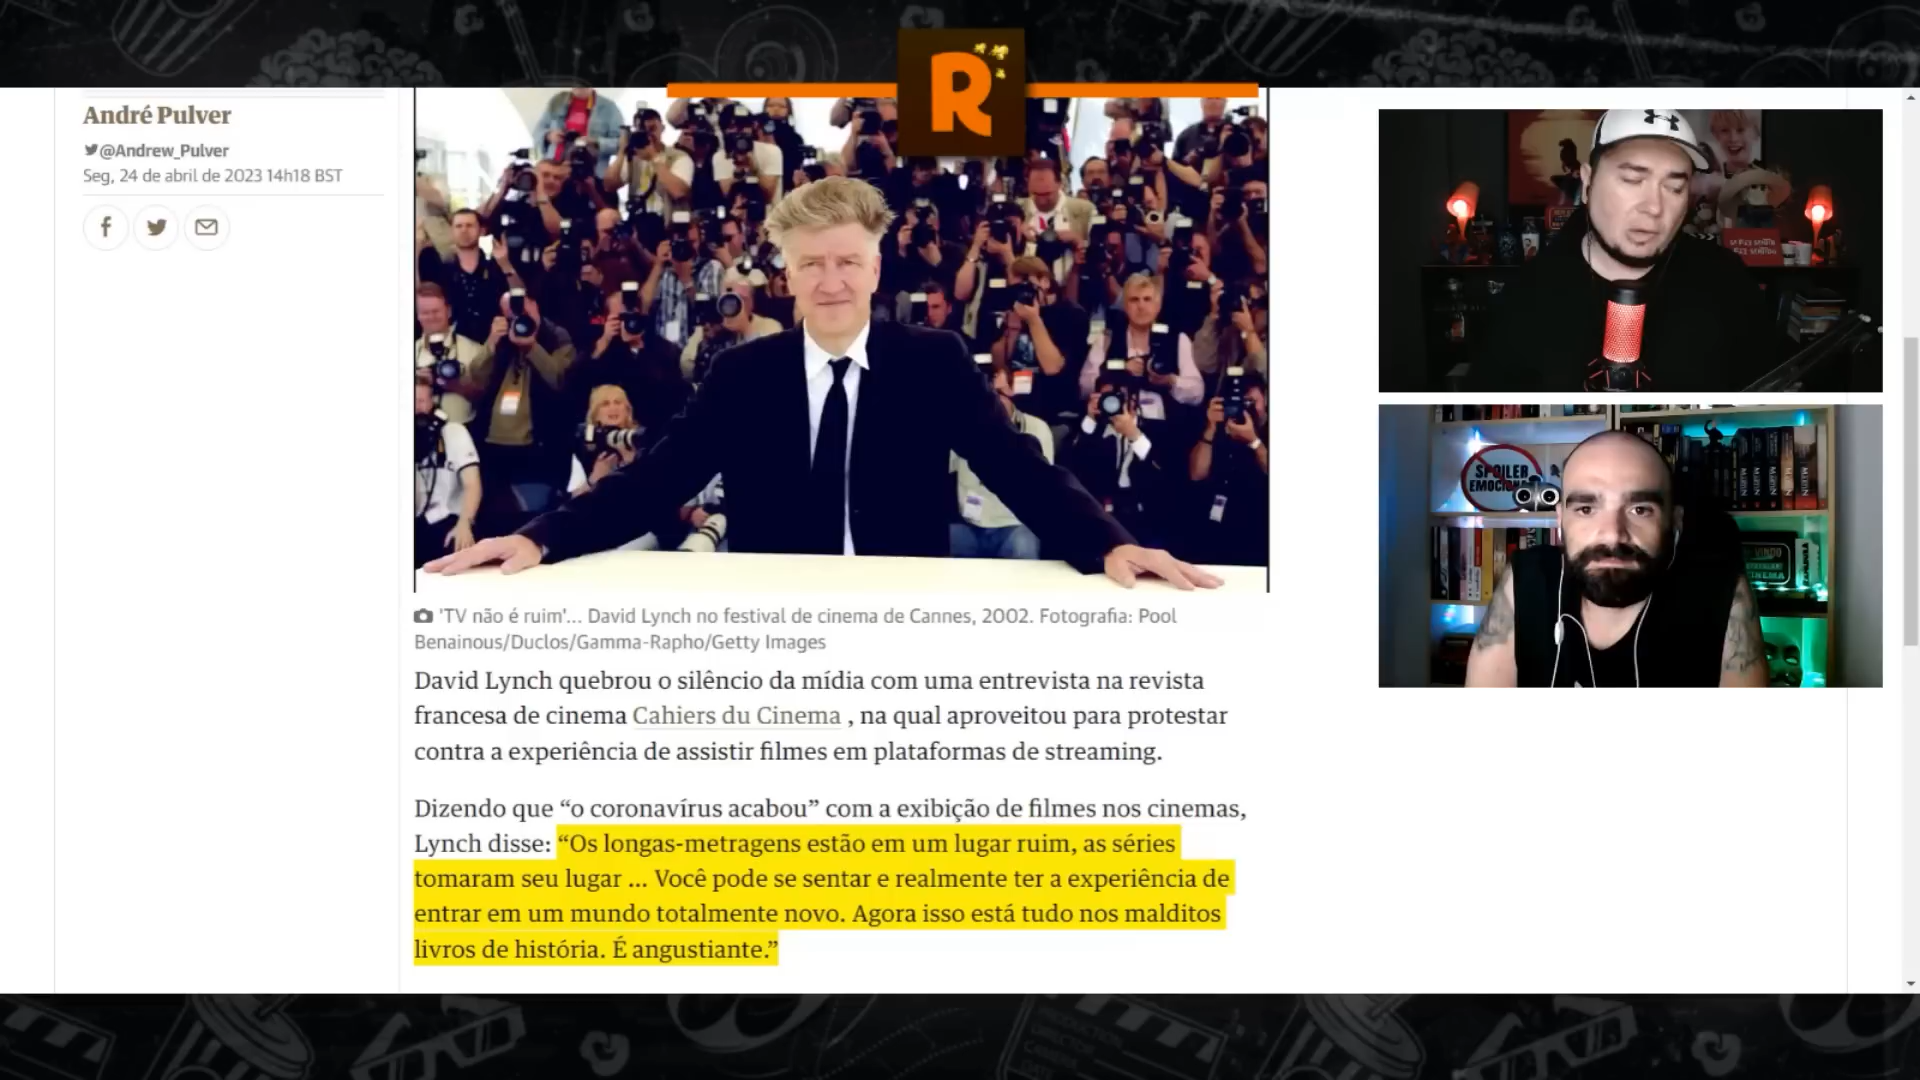 R
André Pulver
@Andrew_Pulver
Seg, 24 de abril de 2023 14h18 BST
'TV não é ruim'... David Lynch no festival de cinema de Cannes, 2002. Fotografia: Pool
Benainous/Duclos/Gamma-Rapho/Getty Images
David Lynch quebrou o silêncio da mídia com uma entrevista na revista
francesa de cinema Cahiers du Cinema , na qual aproveitou para protestar
contra a experiência de assistir filmes em plataformas de streaming.
Dizendo que “o coronavírus acabou” com a exibição de filmes nos cinemas,
Lynch disse: “Os longas-metragens estão em um lugar ruim, as séries
tomaram seu lugar ... Você pode se sentar e realmente ter a experiência de
entrar em um mundo totalmente novo. Agora isso está tudo nos malditos
livros de história. É angustiante.”
SPOILER
MARTIN
MARTIN
CINEMA